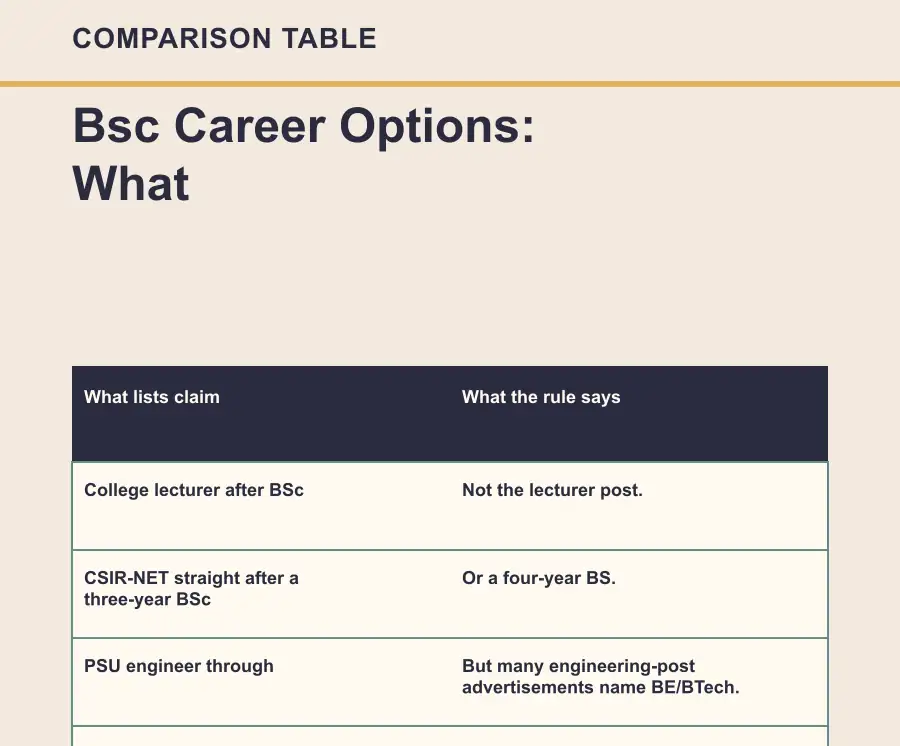 COMPARISON TABLE
Bsc Career Options:
What
What lists claim
What the rule says
College lecturer after BSc
Not the lecturer post.
CSIR-NET straight after a
three-year BSc
Or a four-year BS.
PSU engineer through
But many engineering-post
advertisements name BE/BTech.